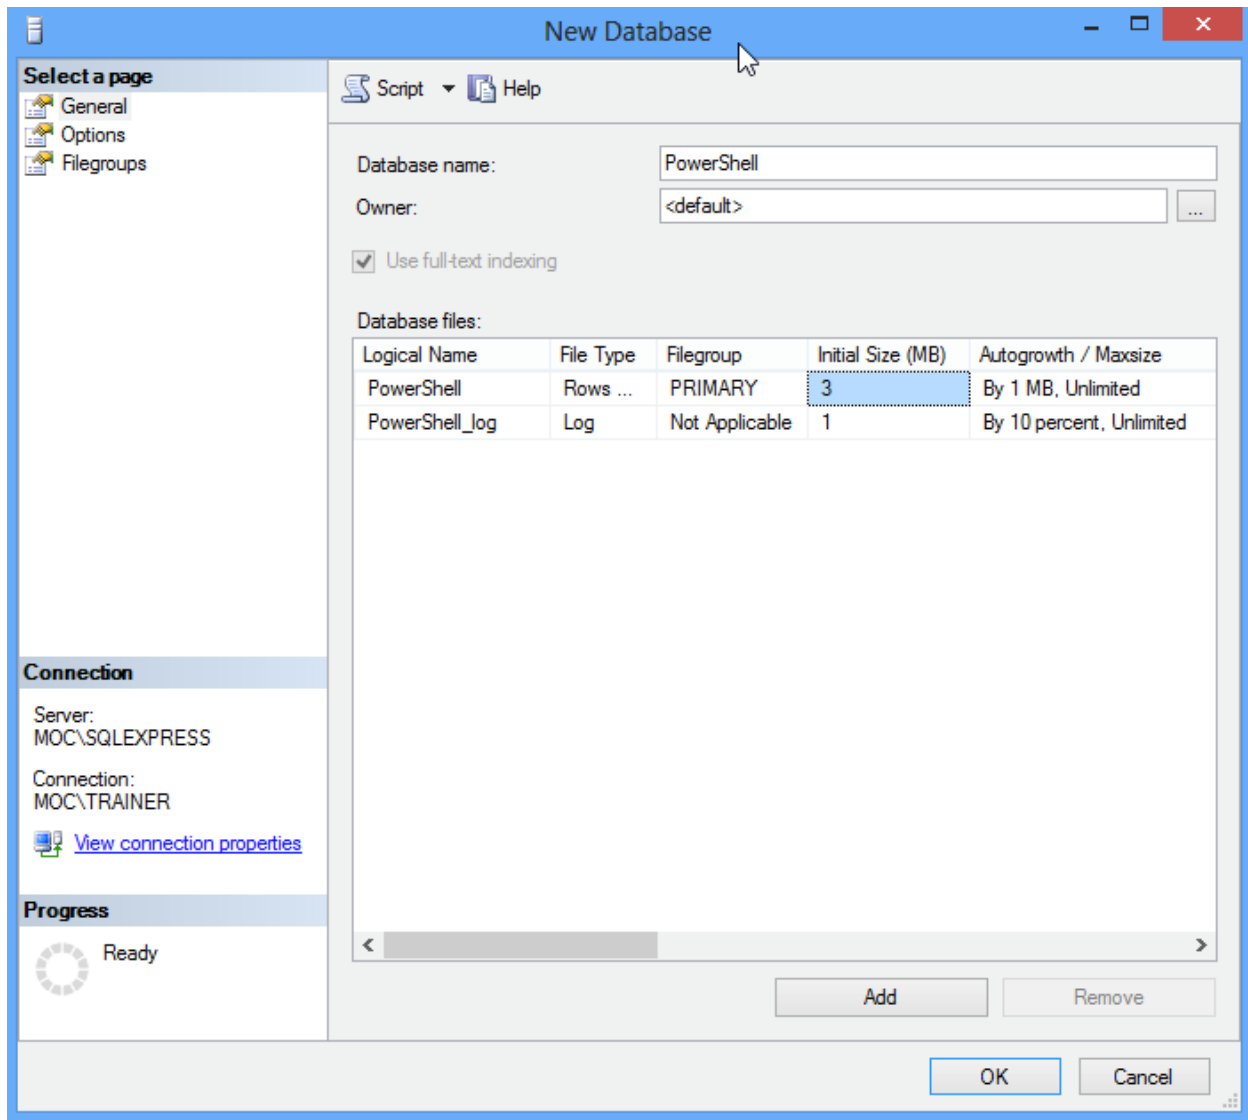 New Database
Select a page
General
Options
Filegroups
Script
Help
Database name:
PowerShell
Owner:
<default>
...
Use full-text indexing
Database files:
Logical Name File Type Filegroup Initial Size (MB) Autogrowth / Maxsize
PowerShell Rows ... PRIMARY 3 By 1 MB, Unlimited
PowerShell_log Log Not Applicable 1 By 10 percent, Unlimited
Connection
Server:
MOC\SQLEXPRESS
Connection:
MOC\TRAINER
View connection properties
Progress
Ready
Add
Remove
OK
Cancel